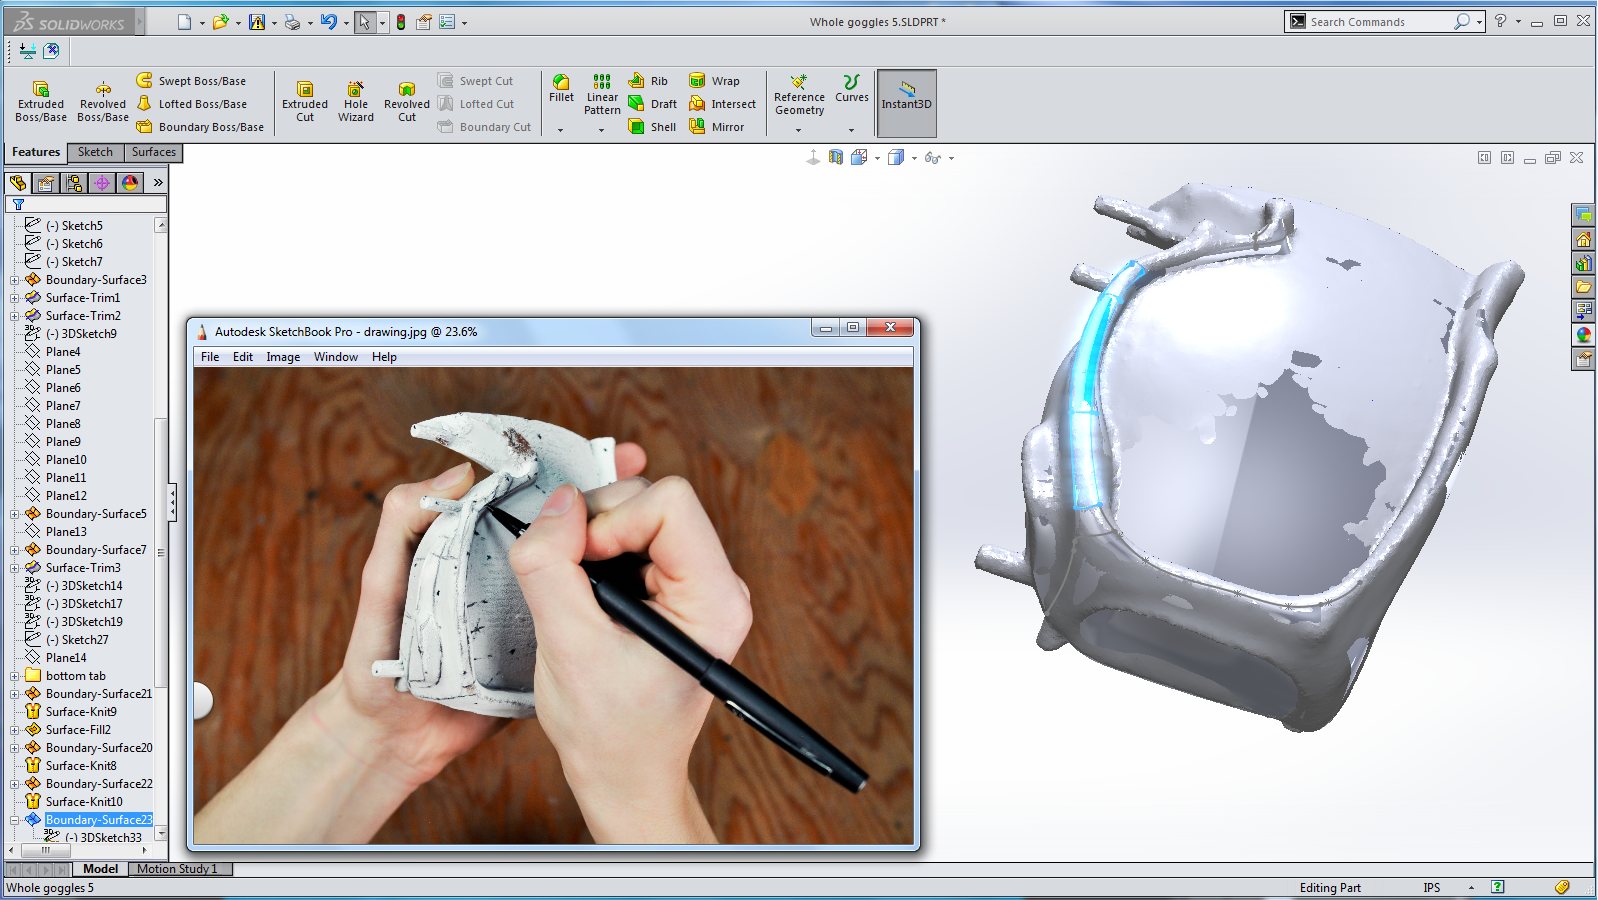 SOLIDWORKS
Whole goggles 5.SLDPRT *
Search Commands
Extruded Boss/Base
Revolved Boss/Base
Swept Boss/Base
Lofted Boss/Base
Boundary Boss/Base
Extruded Cut
Hole Wizard
Revolved Cut
Swept Cut
Lofted Cut
Boundary Cut
Fillet
Linear Pattern
Rib
Draft
Shell
Wrap
Intersect
Mirror
Reference Geometry
Curves
Instant3D
Features
Sketch
Surfaces
(-) Sketch5
(-) Sketch6
(-) Sketch7
Boundary-Surface3
Surface-Trim1
Surface-Trim2
(-) 3DSketch9
Plane4
Plane5
Plane6
Plane7
Plane8
Plane9
Plane10
Plane11
Plane12
Boundary-Surface5
Plane13
Boundary-Surface7
Surface-Trim3
(-) 3DSketch14
(-) 3DSketch17
(-) 3DSketch19
(-) Sketch27
Plane14
bottom tab
Boundary-Surface21
Surface-Knit9
Surface-Fill2
Boundary-Surface20
Surface-Knit8
Boundary-Surface22
Surface-Knit10
Boundary-Surface23
(-) 3DSketch33
Autodesk SketchBook Pro - drawing.jpg @ 23.6%
File Edit Image Window Help
Model
Motion Study 1
Whole goggles 5
Editing Part
IPS